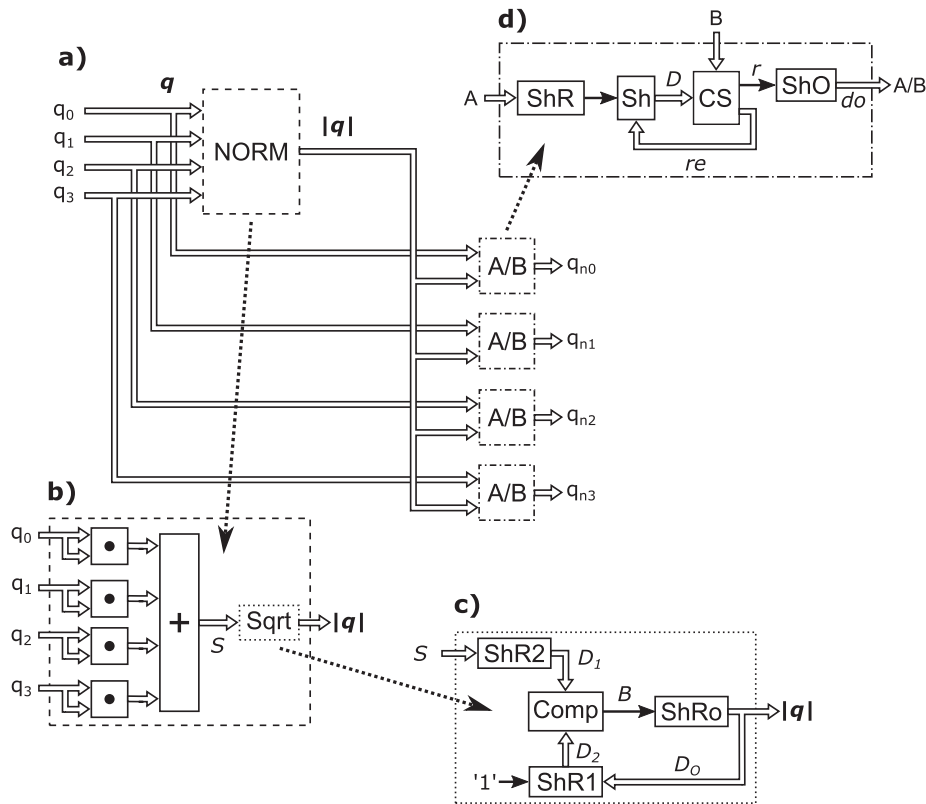 a)
q
q0
q1
q2
q3
NORM
|q|
A/B
qn0
A/B
qn1
A/B
qn2
A/B
qn3
d)
B
A
ShR
Sh
D
CS
r
ShO
do
A/B
re
b)
q0
q1
q2
q3
+
S
Sqrt
|q|
c)
S
ShR2
D1
Comp
B
ShRo
|q|
D2
'1'
ShR1
DO